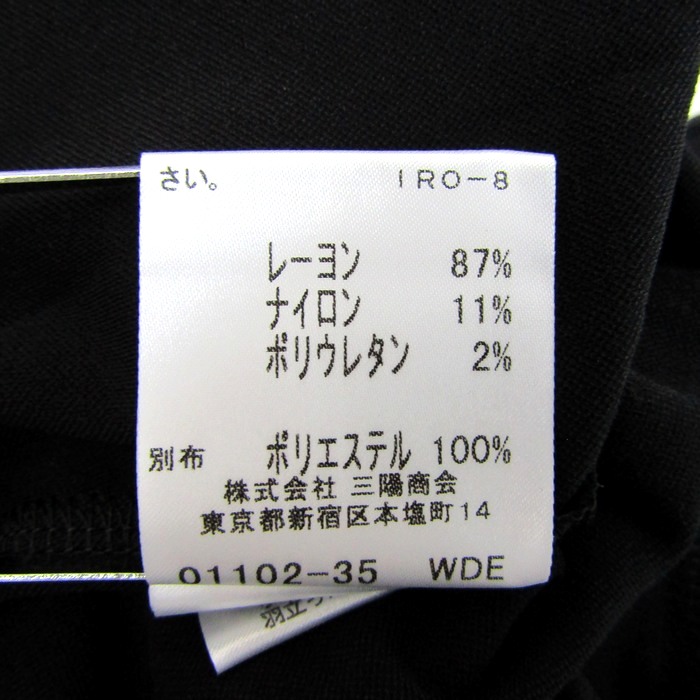 さい。 IRO-8
レーヨン 87%
ナイロン 11%
ポリウレタン 2%
別布 ポリエステル 100%
株式会社 三陽商会
東京都新宿区本塩町14
01102-35 WDE